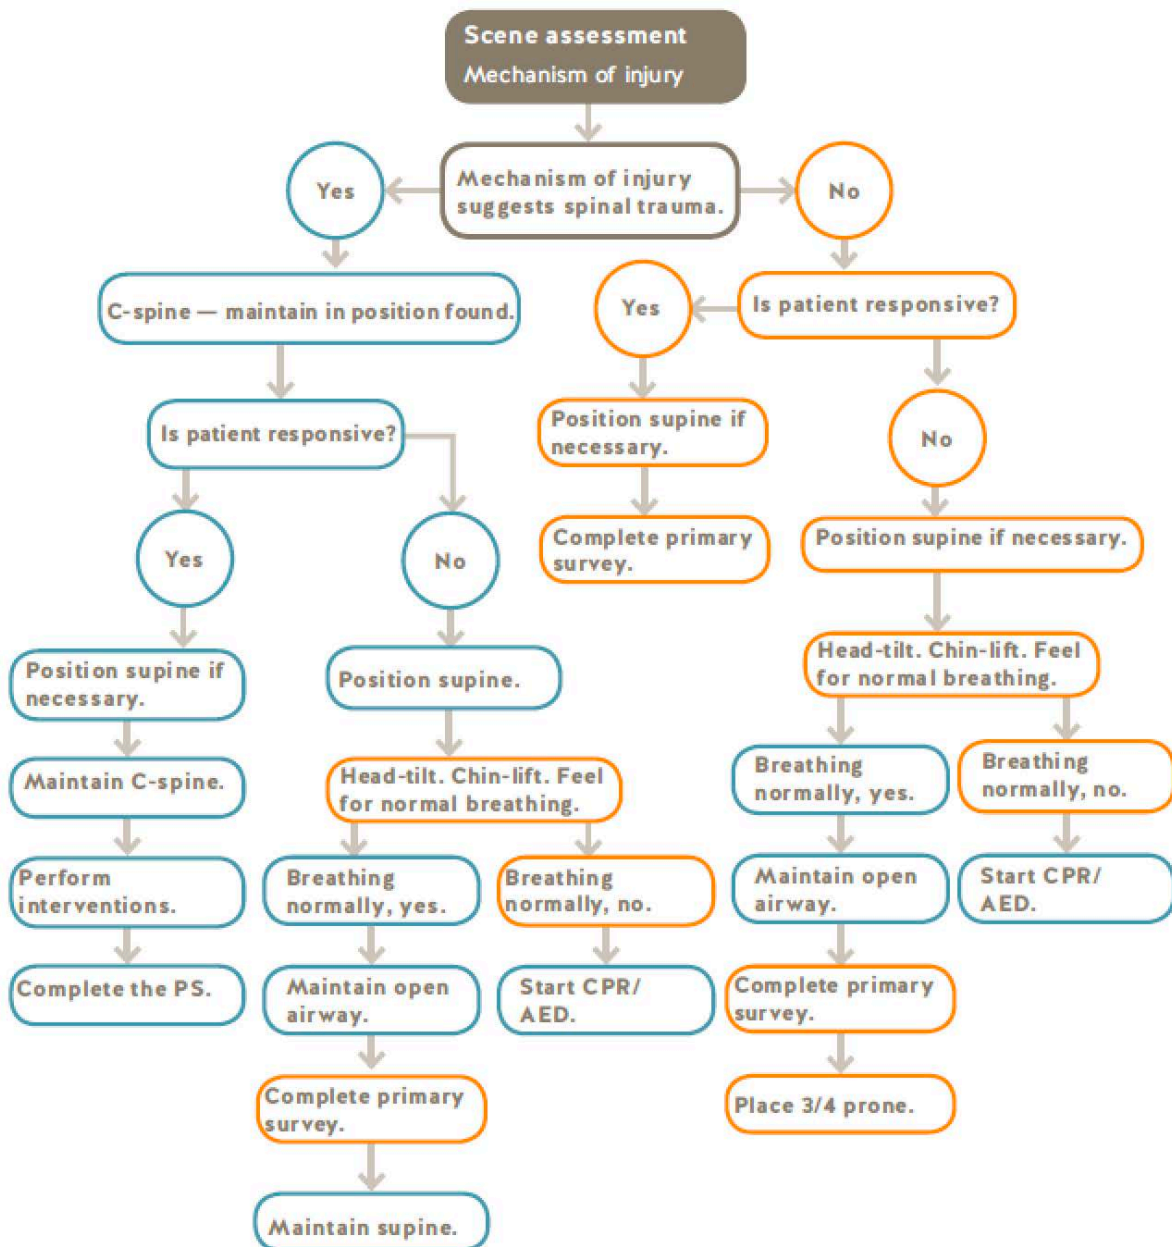 Scene assessment
Mechanism of injury
Yes
Mechanism of injury
suggests spinal trauma.
No
C-spine — maintain in position found.
Yes
Is patient responsive?
Is patient responsive?
Position supine if
necessary.
No
Yes
No
Complete primary
survey.
Position supine if necessary.
Position supine if
necessary.
Position supine.
Head-tilt. Chin-lift. Feel
for normal breathing.
Maintain C-spine.
Head-tilt. Chin-lift. Feel
for normal breathing.
Breathing
normally, yes.
Breathing
normally, no.
Perform
interventions.
Breathing
normally, yes.
Breathing
normally, no.
Maintain open
airway.
Start CPR/
AED.
Complete the PS.
Maintain open
airway.
Start CPR/
AED.
Complete primary
survey.
Complete primary
survey.
Place 3/4 prone.
Maintain supine.